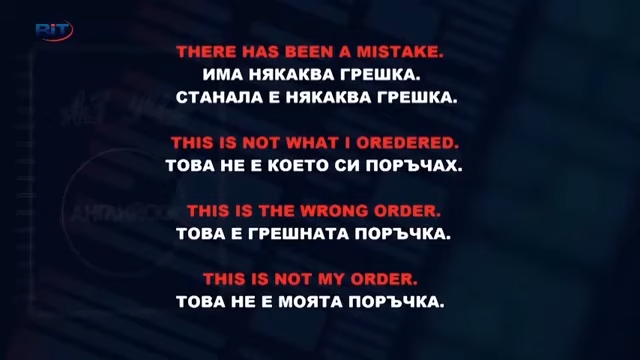 RiT
THERE HAS BEEN A MISTAKE.
ИМА НЯКАКВА ГРЕШКА.
СТАНАЛА Е НЯКАКВА ГРЕШКА.
THIS IS NOT WHAT I OREDERED.
ТОВА НЕ Е КОЕТО СИ ПОРЪЧАХ.
THIS IS THE WRONG ORDER.
ТОВА Е ГРЕШНАТА ПОРЪЧКА.
THIS IS NOT MY ORDER.
ТОВА НЕ Е МОЯТА ПОРЪЧКА.